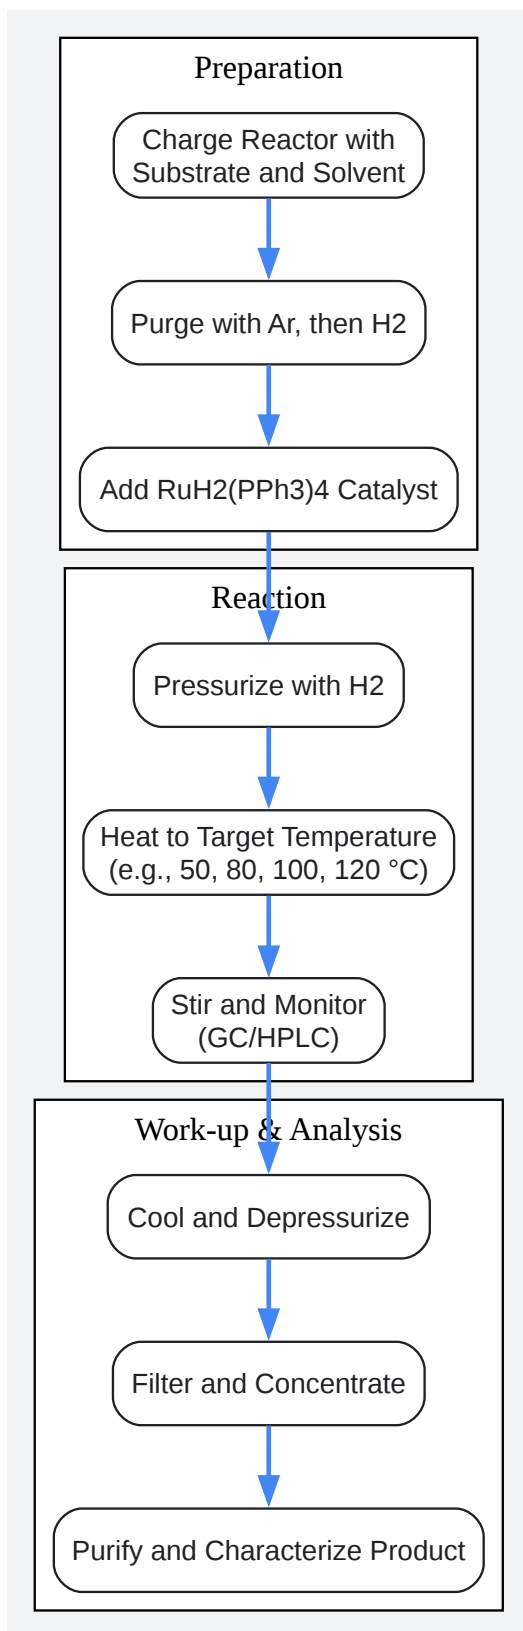 Preparation
Charge Reactor with
Substrate and Solvent
Purge with Ar, then H2
Add RuH2(PPh3)4 Catalyst
Reaction
Pressurize with H2
Heat to Target Temperature
(e.g., 50, 80, 100, 120 °C)
Stir and Monitor
(GC/HPLC)
Work-up & Analysis
Cool and Depressurize
Filter and Concentrate
Purify and Characterize Product